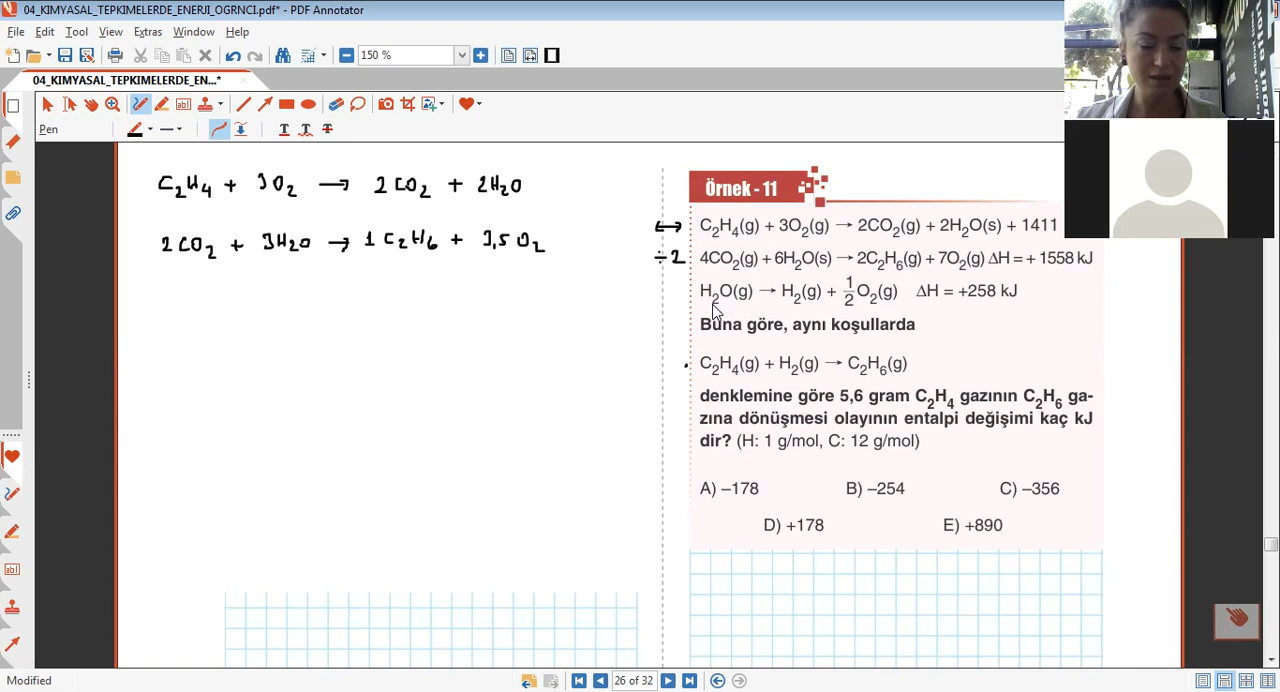 04_KIMYASAL_TEPKIMELERDE_ENERJI_OGRNCI.pdf* - PDF Annotator
File Edit Tool View Extras Window Help
150 %
04_KIMYASAL_TEPKIMELERDE_EN...*
Pen
C₂H₄ + 3O₂ → 2CO₂ + 2H₂O
2CO₂ + 3H₂O → 1C₂H₆ + 3,5O₂
Örnek - 11
↔ C₂H₄(g) + 3O₂(g) → 2CO₂(g) + 2H₂O(s) + 1411
÷2 4CO₂(g) + 6H₂O(s) → 2C₂H₆(g) + 7O₂(g) ΔH = + 1558 kJ
H₂O(g) → H₂(g) + 1/2 O₂(g) ΔH = +258 kJ
Buna göre, aynı koşullarda
C₂H₄(g) + H₂(g) → C₂H₆(g)
denklemine göre 5,6 gram C₂H₄ gazının C₂H₆ ga-
zına dönüşmesi olayının entalpi değişimi kaç kJ
dir? (H: 1 g/mol, C: 12 g/mol)
A) –178 B) –254 C) –356
D) +178 E) +890
Modified 26 of 32